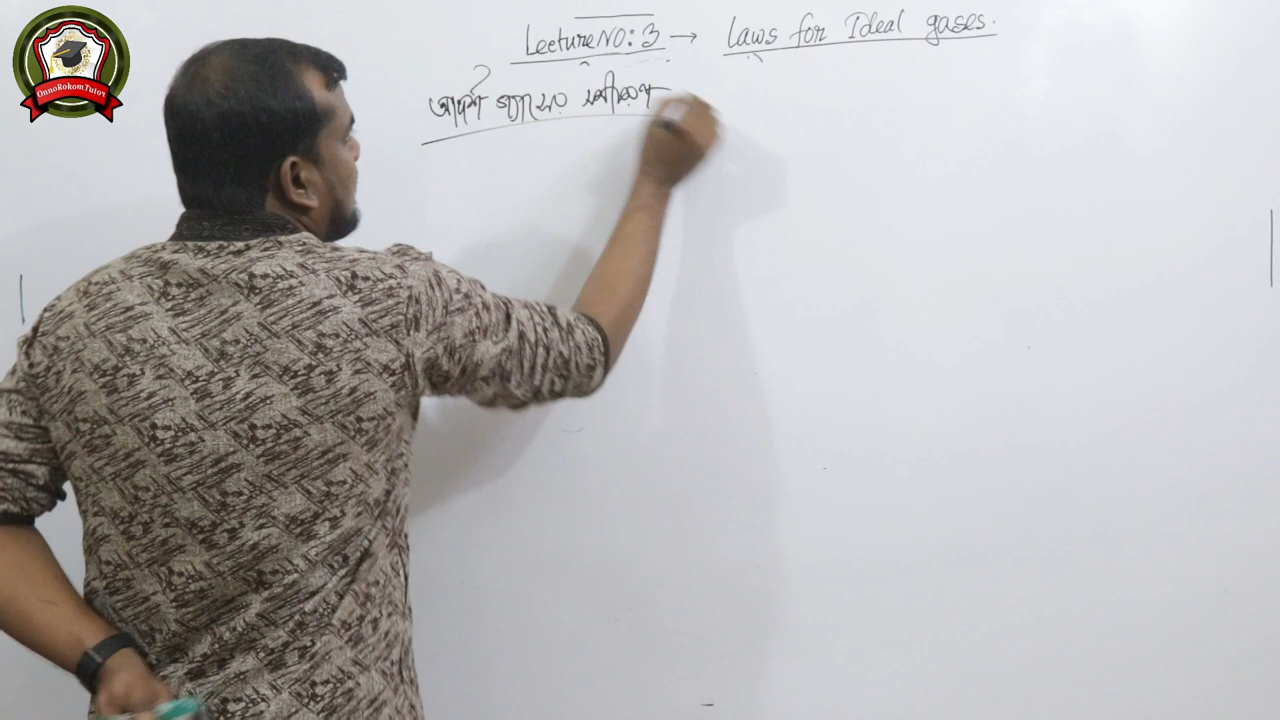 OnnoRokomTutor
Lecture NO: 3 → Laws for Ideal gases.
আদর্শ গ্যাসের সমীকরণ